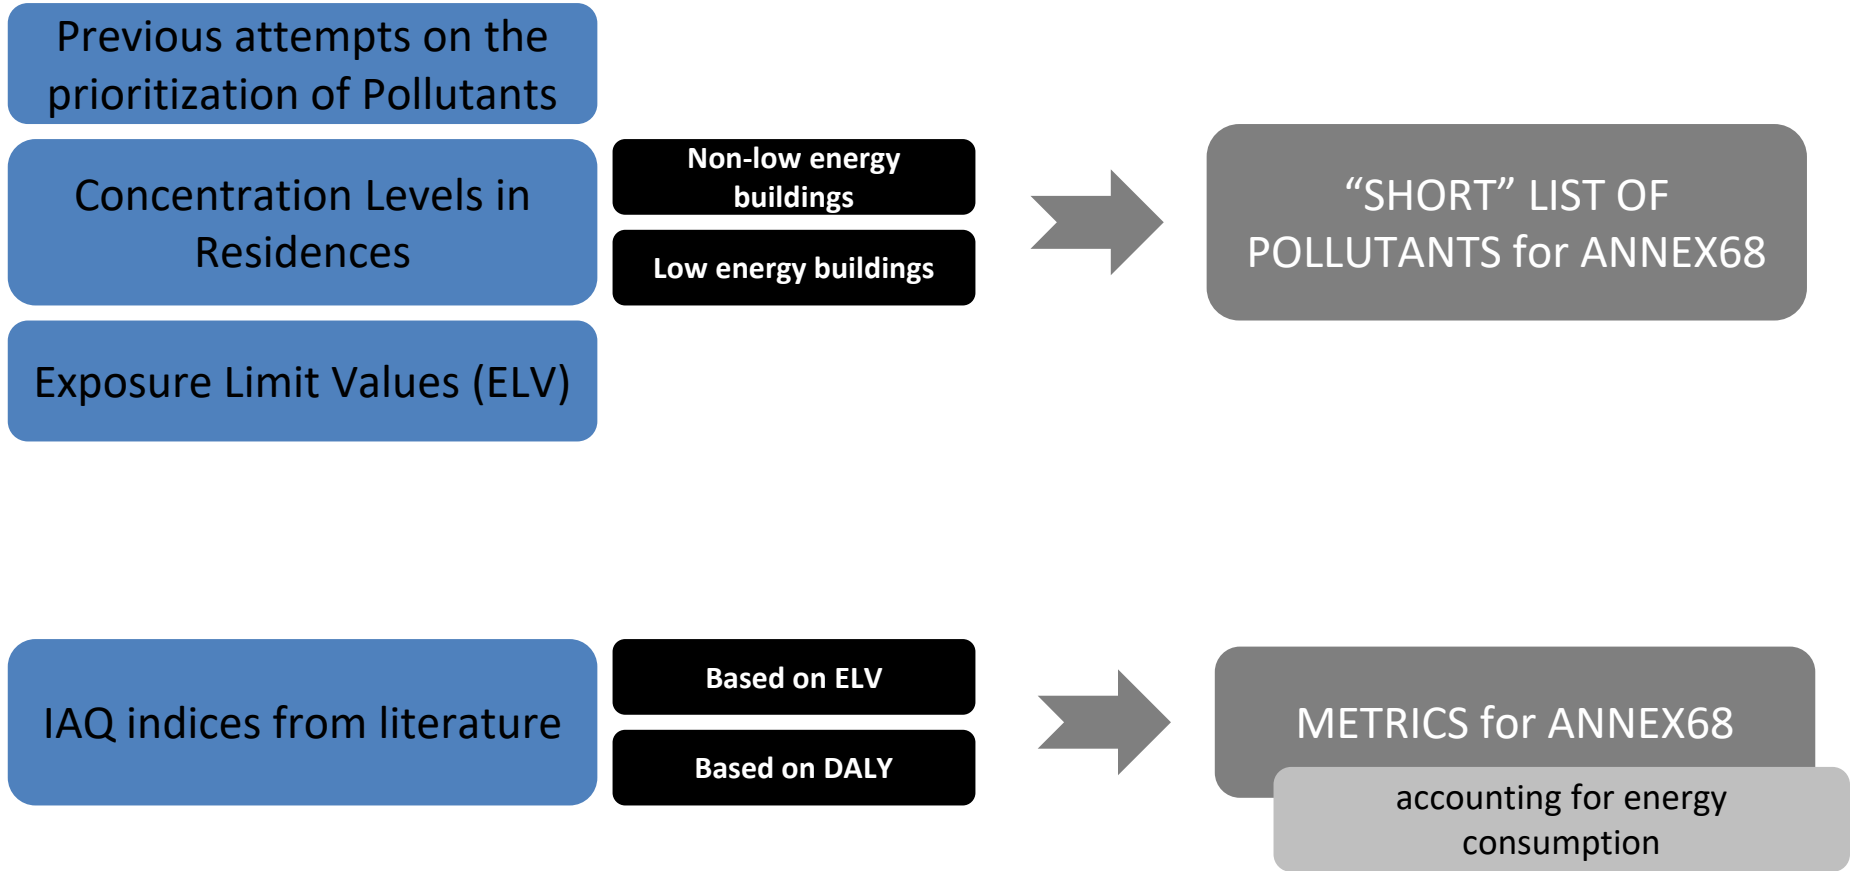 Previous attempts on the
prioritization of Pollutants
Concentration Levels in
Residences
Non-low energy
buildings
Low energy buildings
Exposure Limit Values (ELV)
“SHORT” LIST OF
POLLUTANTS for ANNEX68
IAQ indices from literature
Based on ELV
Based on DALY
METRICS for ANNEX68
accounting for energy
consumption